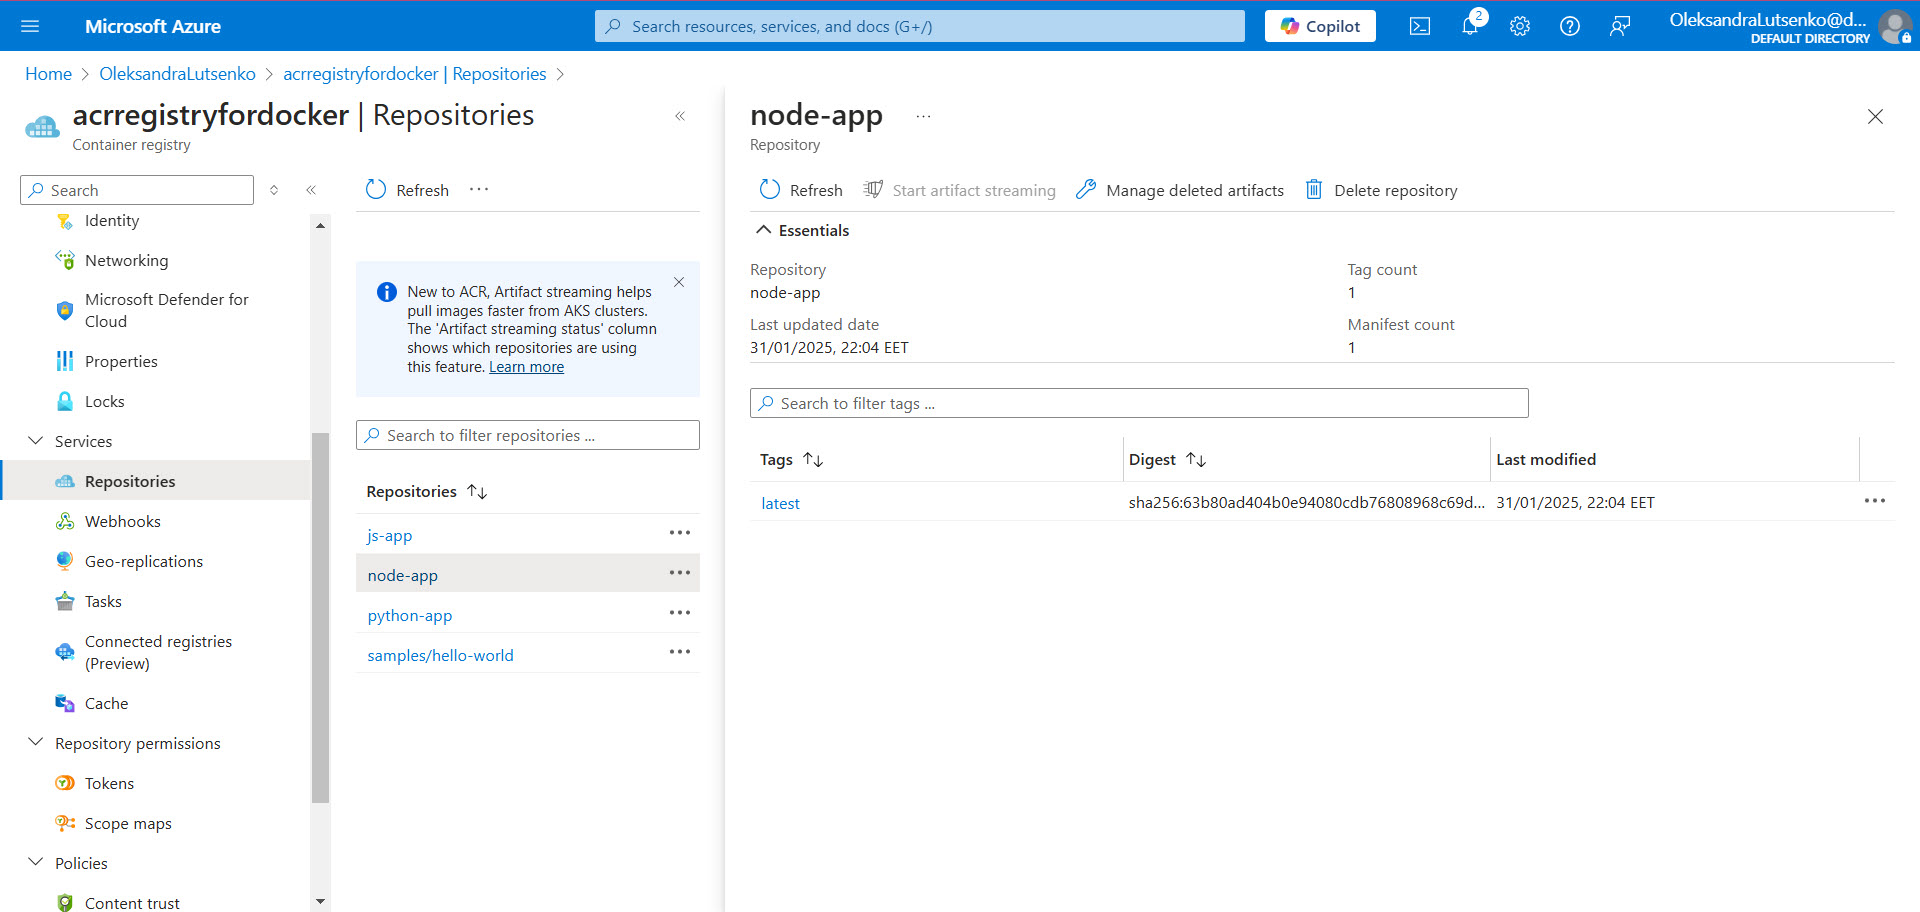 Microsoft Azure
Search resources, services, and docs (G+/)
Copilot
2
OleksandraLutsenko@d...
DEFAULT DIRECTORY
Home > OleksandraLutsenko > acrregistryfordocker | Repositories >
acrregistryfordocker | Repositories
Container registry
Search
Identity
Networking
Microsoft Defender for
Cloud
Properties
Locks
Services
Repositories
Webhooks
Geo-replications
Tasks
Connected registries
(Preview)
Cache
Repository permissions
Tokens
Scope maps
Policies
Content trust
Refresh
New to ACR, Artifact streaming helps
pull images faster from AKS clusters.
The 'Artifact streaming status' column
shows which repositories are using
this feature. Learn more
Search to filter repositories ...
Repositories
js-app
node-app
python-app
samples/hello-world
node-app
Repository
Refresh
Start artifact streaming
Manage deleted artifacts
Delete repository
Essentials
Repository
node-app
Last updated date
31/01/2025, 22:04 EET
Tag count
1
Manifest count
1
Search to filter tags ...
Tags Digest Last modified
latest sha256:63b80ad404b0e94080cdb76808968c69d... 31/01/2025, 22:04 EET